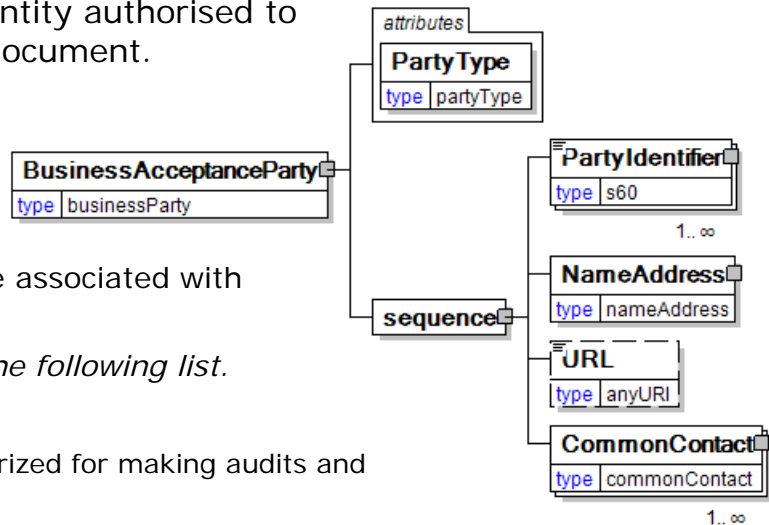 ntity authorised to
ocument.
attributes
PartyType
type partyType
BusinessAcceptanceParty
type businessParty
PartyIdentifier
type s60
1.. ∞
e associated with
NameAddress
type nameAddress
sequence
he following list.
URL
type anyURI
rized for making audits and
CommonContact
type commonContact
1.. ∞